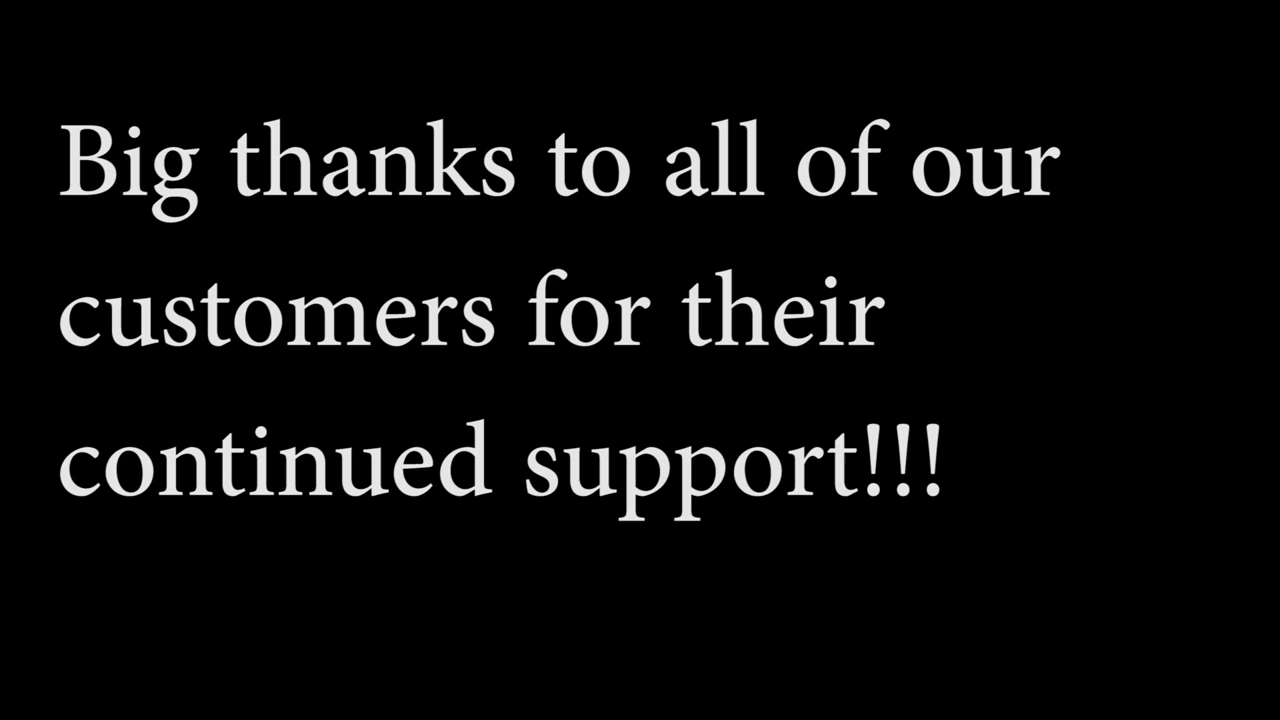 Big thanks to all of our
customers for their
continued support!!!